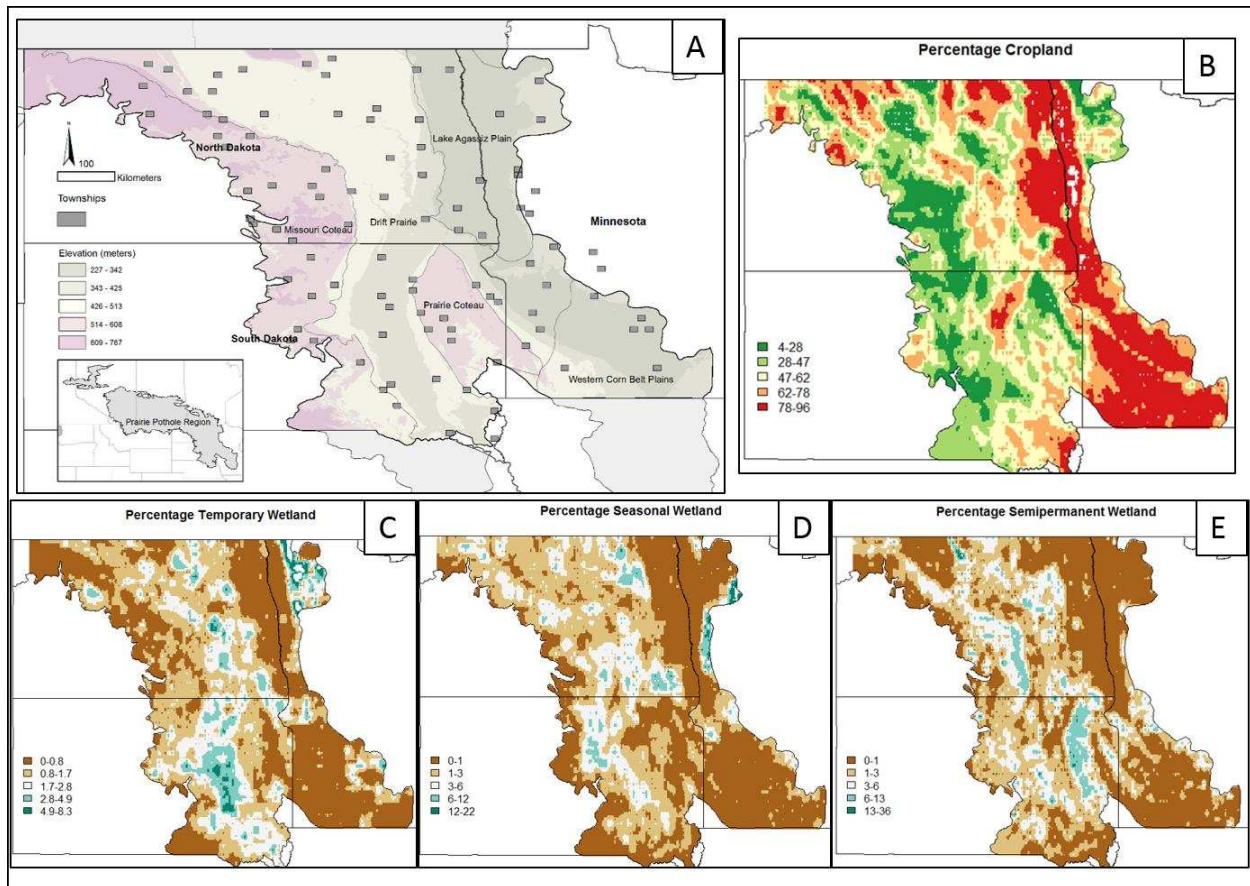 A
North Dakota
Lake Agassiz Plain
N
100
Kilometers
Townships
Minnesota
Drift Prairie
Missouri Coteau
Elevation (meters)
227 - 342
343 - 425
426 - 513
514 - 608
609 - 767
Prairie Coteau
South Dakota
Western Corn Belt Plains
Prairie Pothole Region
Percentage Cropland
B
4-28
28-47
47-62
62-78
78-96
Percentage Temporary Wetland
C
0-0.8
0.8-1.7
1.7-2.8
2.8-4.9
4.9-8.3
Percentage Seasonal Wetland
D
0-1
1-3
3-6
6-12
12-22
Percentage Semipermanent Wetland
E
0-1
1-3
3-6
6-13
13-36